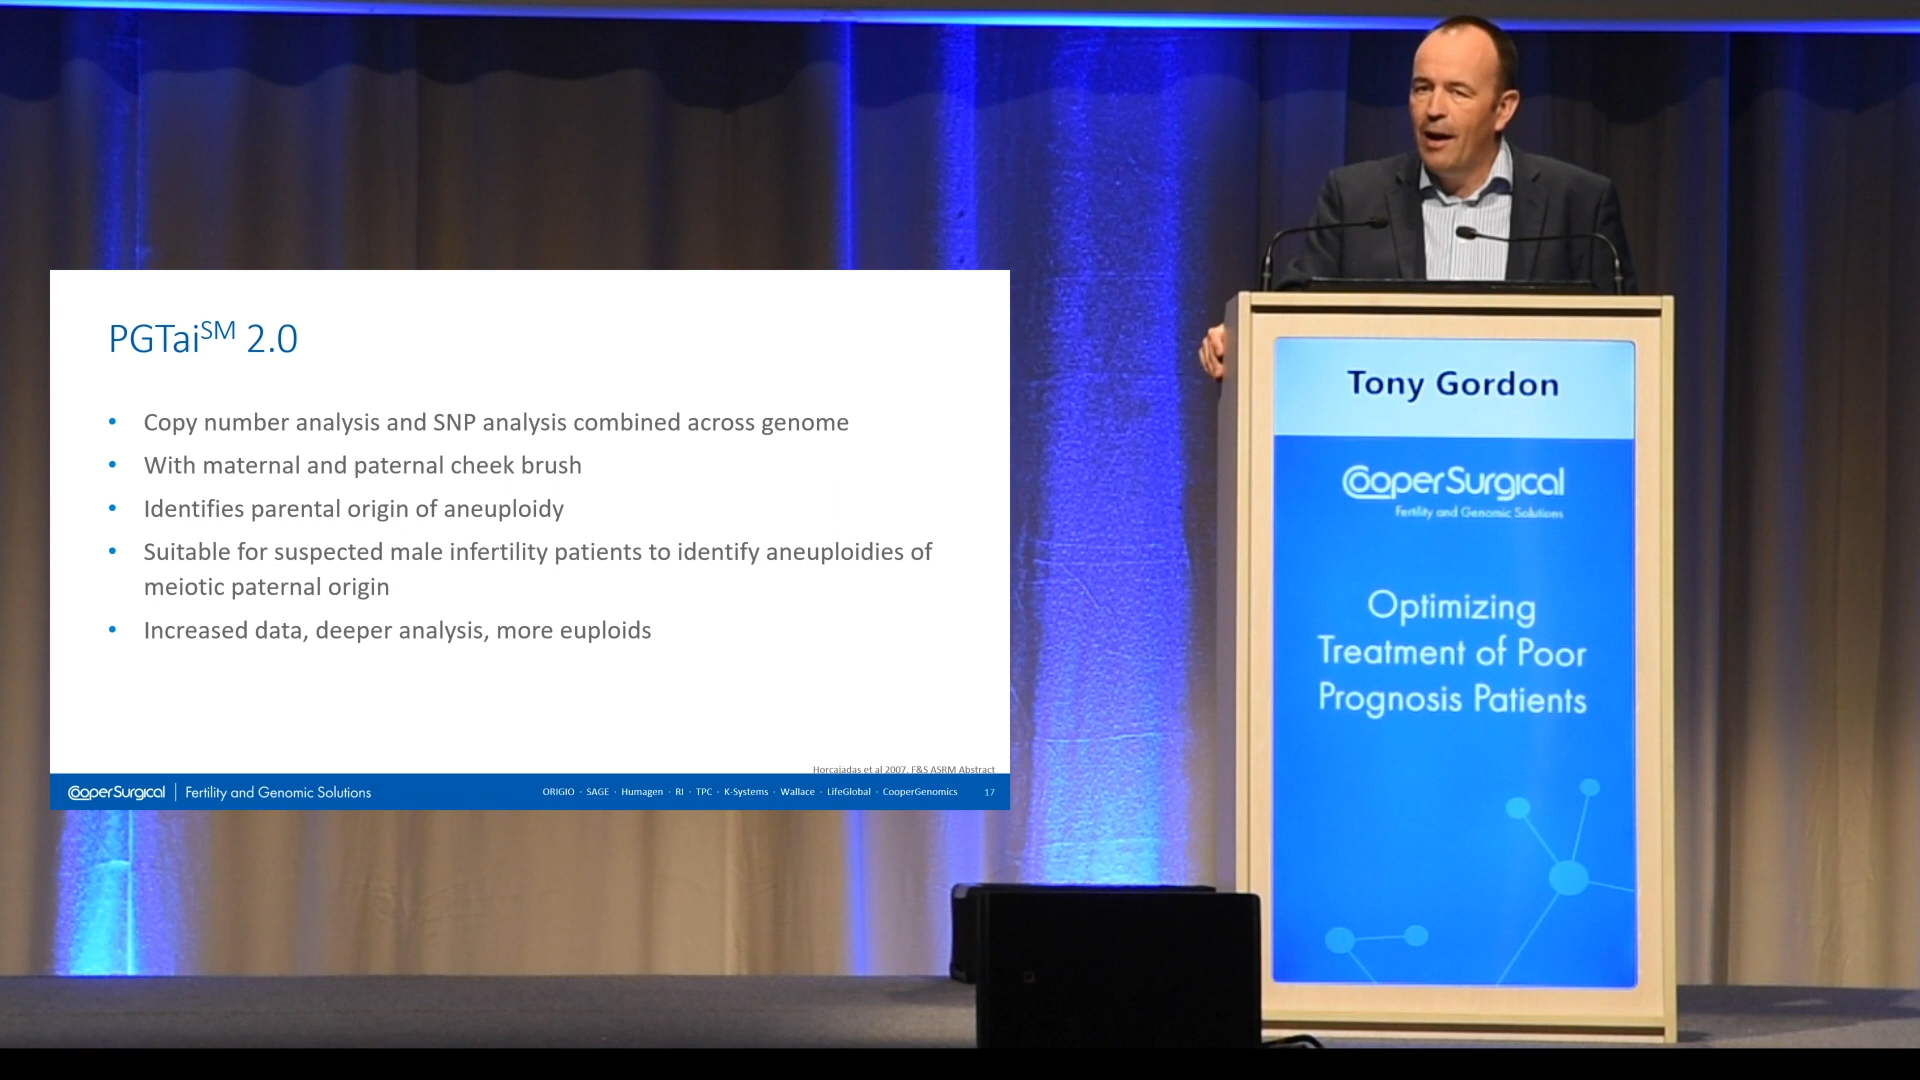 PGTaiSM 2.0
• Copy number analysis and SNP analysis combined across genome
• With maternal and paternal cheek brush
• Identifies parental origin of aneuploidy
• Suitable for suspected male infertility patients to identify aneuploidies of
meiotic paternal origin
• Increased data, deeper analysis, more euploids
Horcajadas et al 2007. F&S ASRM Abstract
CooperSurgical | Fertility and Genomic Solutions
ORIGIO · SAGE · Humagen · RI · TPC · K-Systems · Wallace · LifeGlobal · CooperGenomics 17
Tony Gordon
CooperSurgical
Fertility and Genomic Solutions
Optimizing
Treatment of Poor
Prognosis Patients